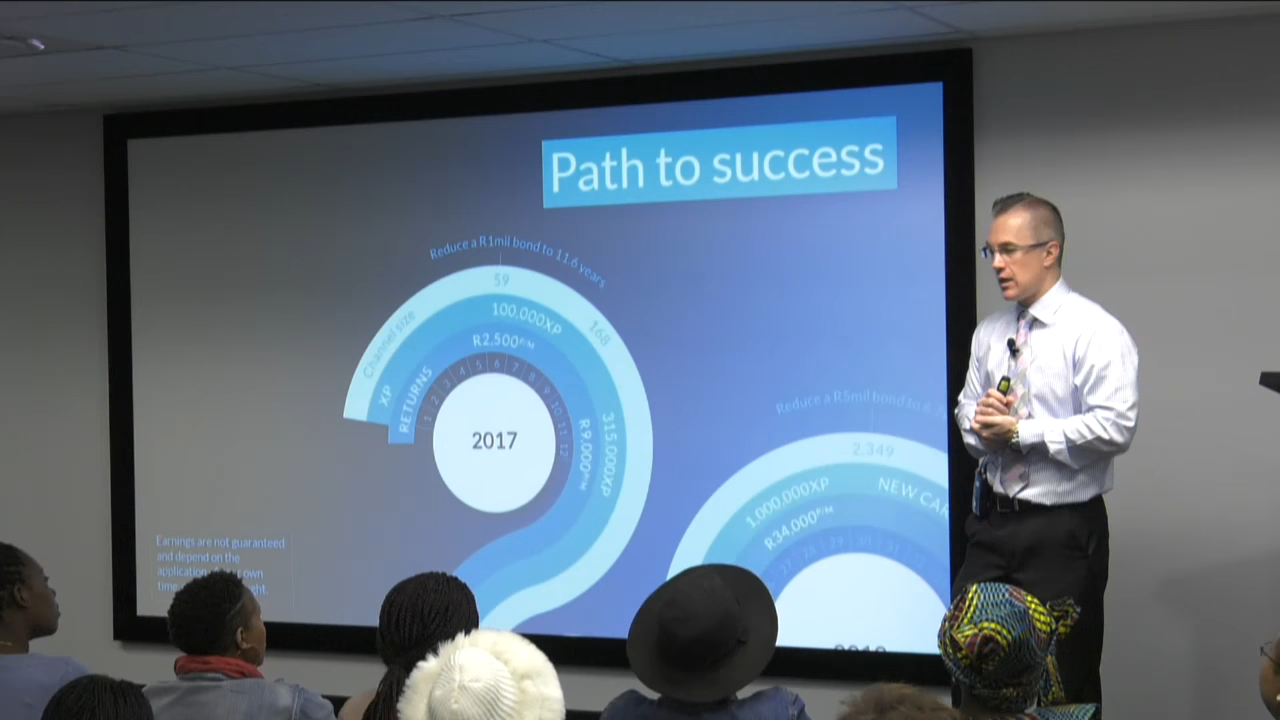 Path to success
Reduce a R1mil bond to 11.6 years
59
168
Channel size
100,000XP
315,000XP
XP
R2,500P/M
R9,000P/M
RETURNS
1 2 3 4 5 6 7 8 9 10 11 12
2017
Reduce a R5mil bond to
2,349
1,000,000XP
NEW CAR
R34,000P/M
Earnings are not guaranteed
and depend on the
application own
time,